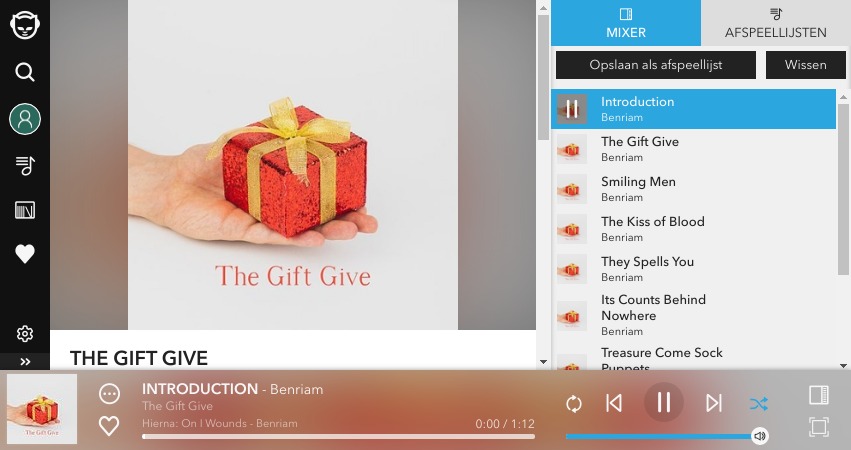 The Gift Give
THE GIFT GIVE
MIXER
AFSPEELLIJSTEN
Opslaan als afspeellijst
Wissen
Introduction
Benriam
The Gift Give
Benriam
Smiling Men
Benriam
The Kiss of Blood
Benriam
They Spells You
Benriam
Its Counts Behind
Nowhere
Benriam
Treasure Come Sock
Puppets
The Gift Give
INTRODUCTION - Benriam
The Gift Give
Hierna: On I Wounds - Benriam
0:00 / 1:12